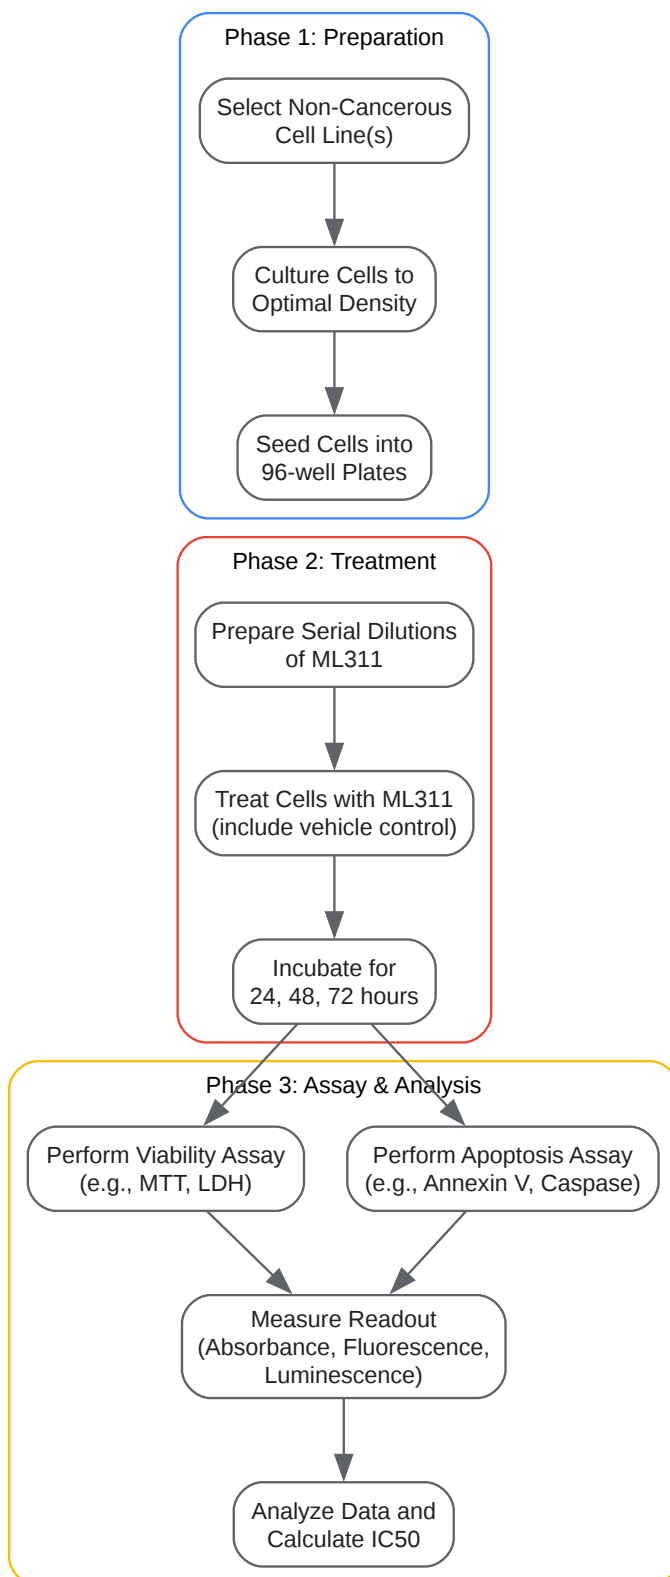 Phase 1: Preparation
Select Non-Cancerous
Cell Line(s)
Culture Cells to
Optimal Density
Seed Cells into
96-well Plates
Phase 2: Treatment
Prepare Serial Dilutions
of ML311
Treat Cells with ML311
(include vehicle control)
Incubate for
24, 48, 72 hours
Phase 3: Assay & Analysis
Perform Viability Assay
(e.g., MTT, LDH)
Perform Apoptosis Assay
(e.g., Annexin V, Caspase)
Measure Readout
(Absorbance, Fluorescence,
Luminescence)
Analyze Data and
Calculate IC50